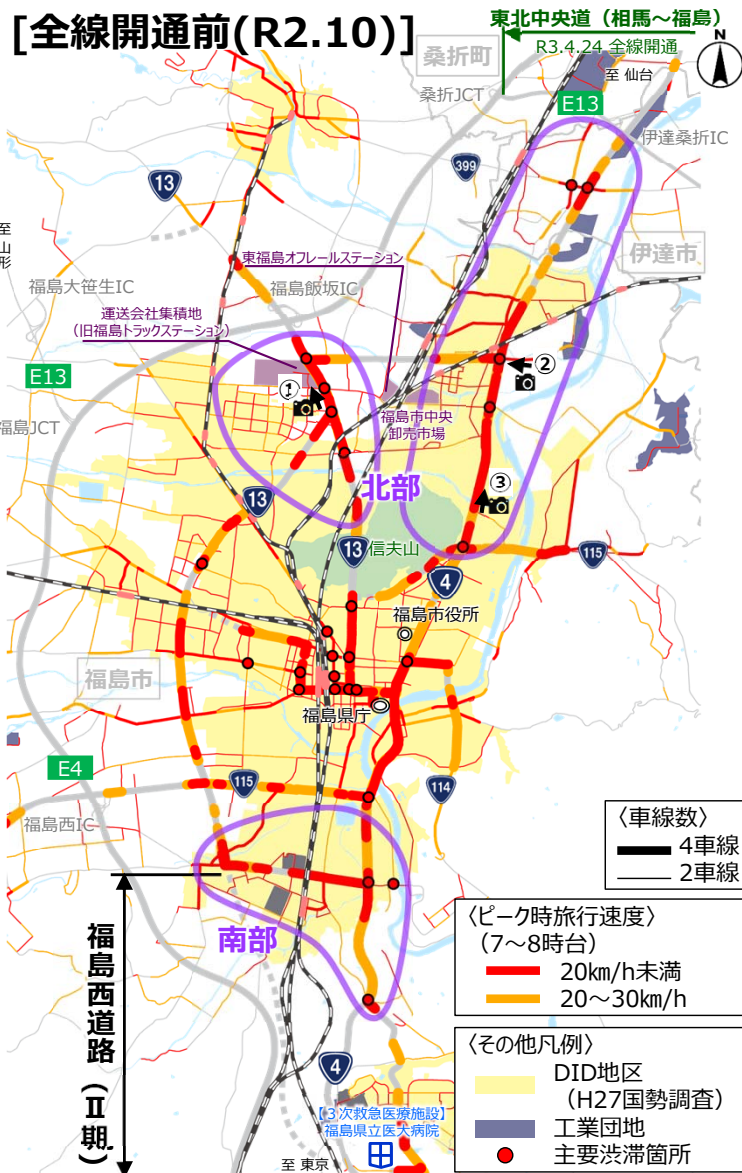 [全線開通前(R2.10)]
東北中央道（相馬～福島）
R3.4.24 全線開通
N
桑折町
至 仙台
桑折JCT
E13
伊達桑折IC
399
13
至山形
東福島オフレールステーション
伊達市
福島大笹生IC
福島飯坂IC
運送会社集積地
（旧福島トラックステーション）
E13
①
②
福島市中央
卸売市場
福島JCT
北部
③
13
13
信夫山
115
4
福島市役所
福島市
福島県庁
E4
115
114
福島西IC
〈車線数〉
4車線
2車線
福島西道路（Ⅱ期）
南部
〈ピーク時旅行速度〉
（7～8時台）
20km/h未満
20～30km/h
4
〈その他凡例〉
DID地区
（H27国勢調査）
工業団地
主要渋滞箇所
【３次救急医療施設】
福島県立医大病院
至 東京